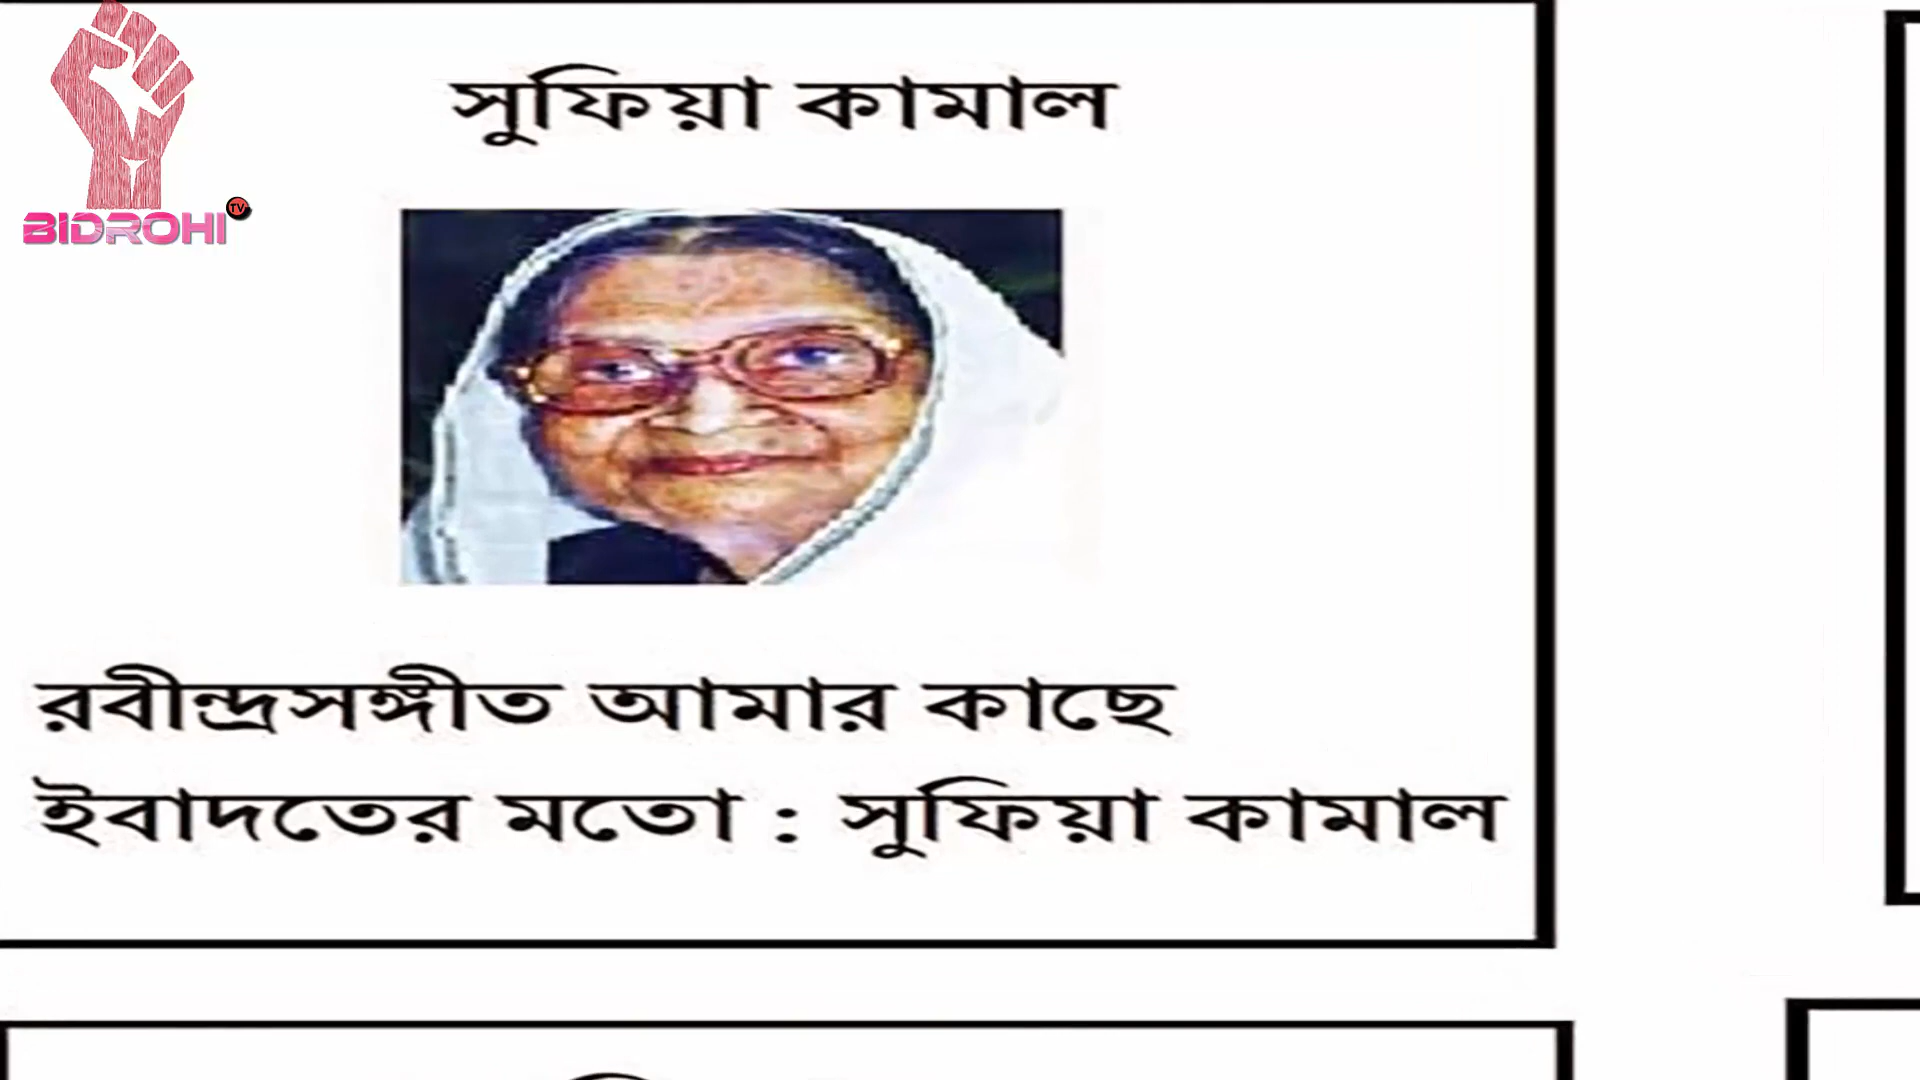 BIDROHI TV
সুফিয়া কামাল
রবীন্দ্রসঙ্গীত আমার কাছে
ইবাদতের মতো : সুফিয়া কামাল